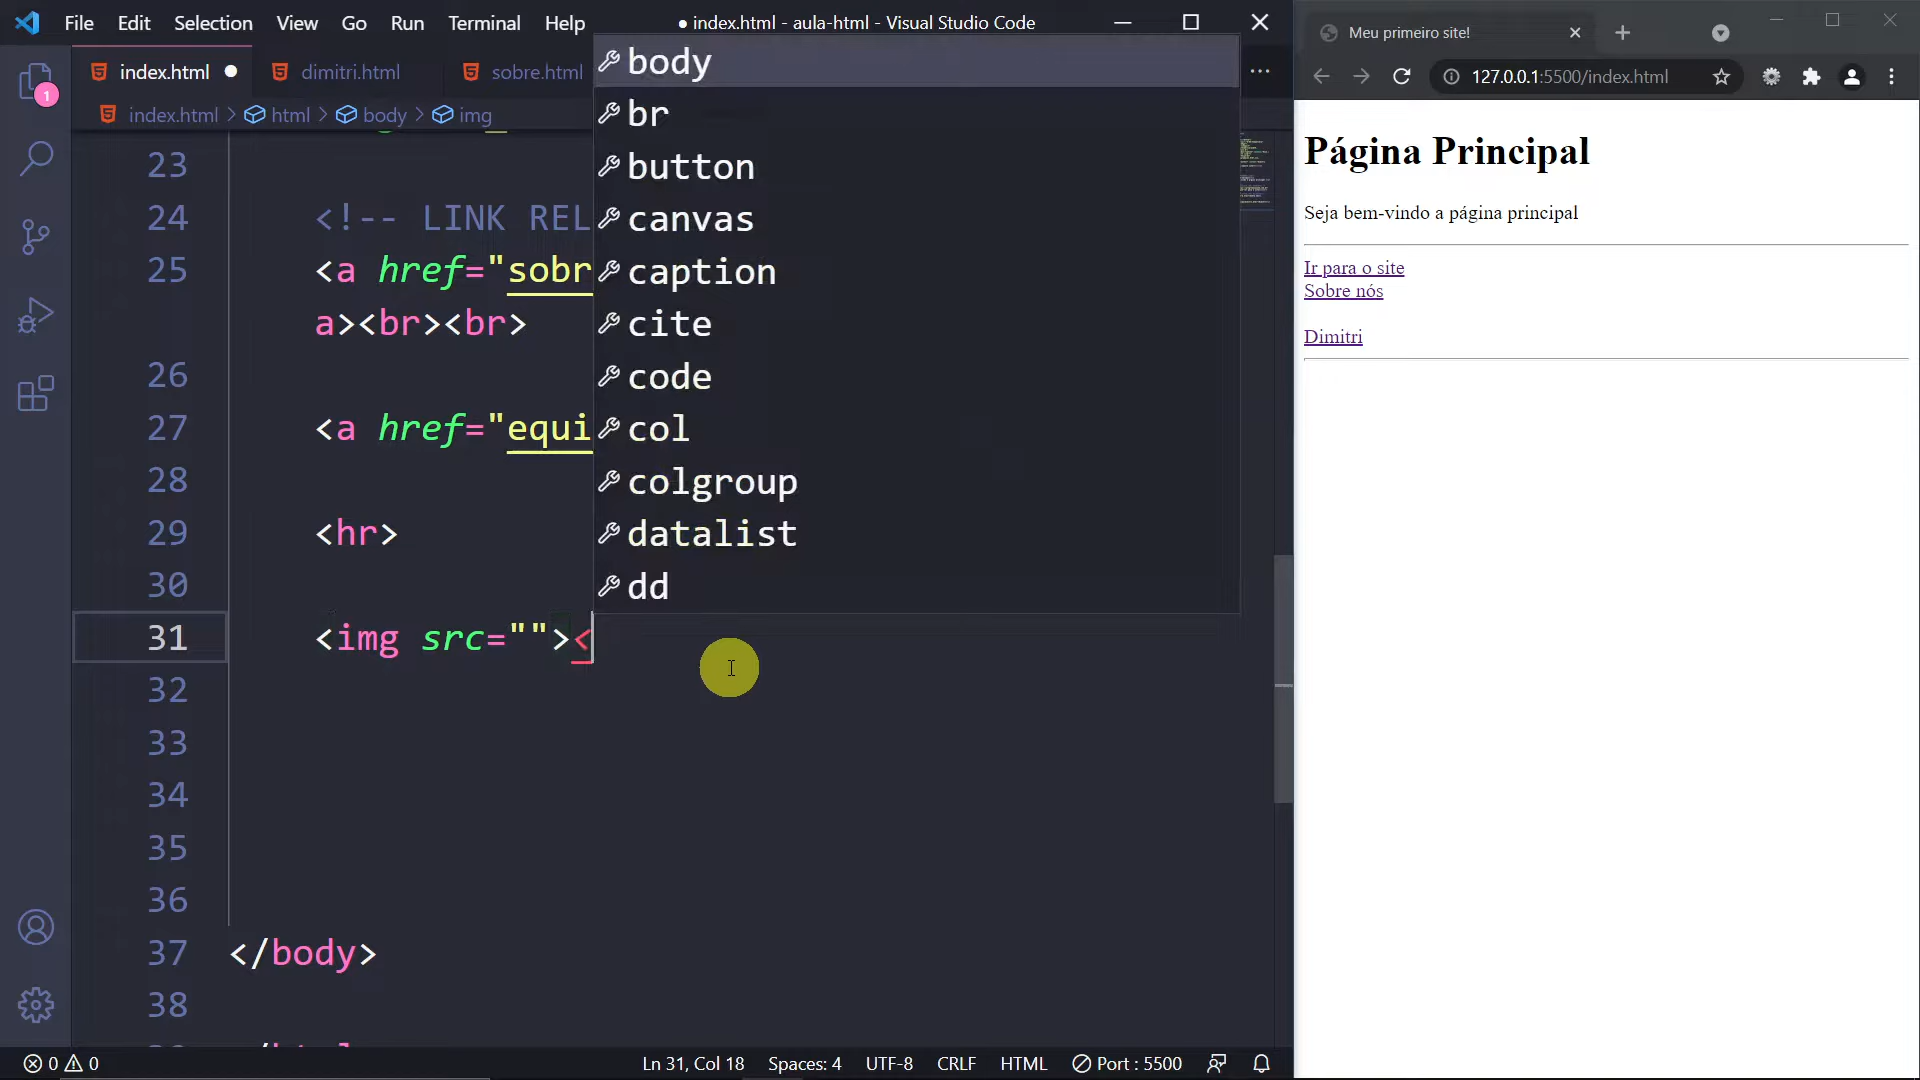 File Edit Selection View Go Run Terminal Help
● index.html - aula-html - Visual Studio Code
index.html ● dimitri.html sobre.html ...
index.html > html > body > img
1
23
24 <!-- LINK REL
25 <a href="sobr
a><br><br>
26
27 <a href="equi
28
29 <hr>
30
31 <img src=""><
32
33
34
35
36
37 </body>
38
body
br
button
canvas
caption
cite
code
col
colgroup
datalist
dd
0 0
Ln 31, Col 18 Spaces: 4 UTF-8 CRLF HTML Port : 5500
Meu primeiro site!
127.0.0.1:5500/index.html
Página Principal
Seja bem-vindo a página principal
Ir para o site
Sobre nós
Dimitri